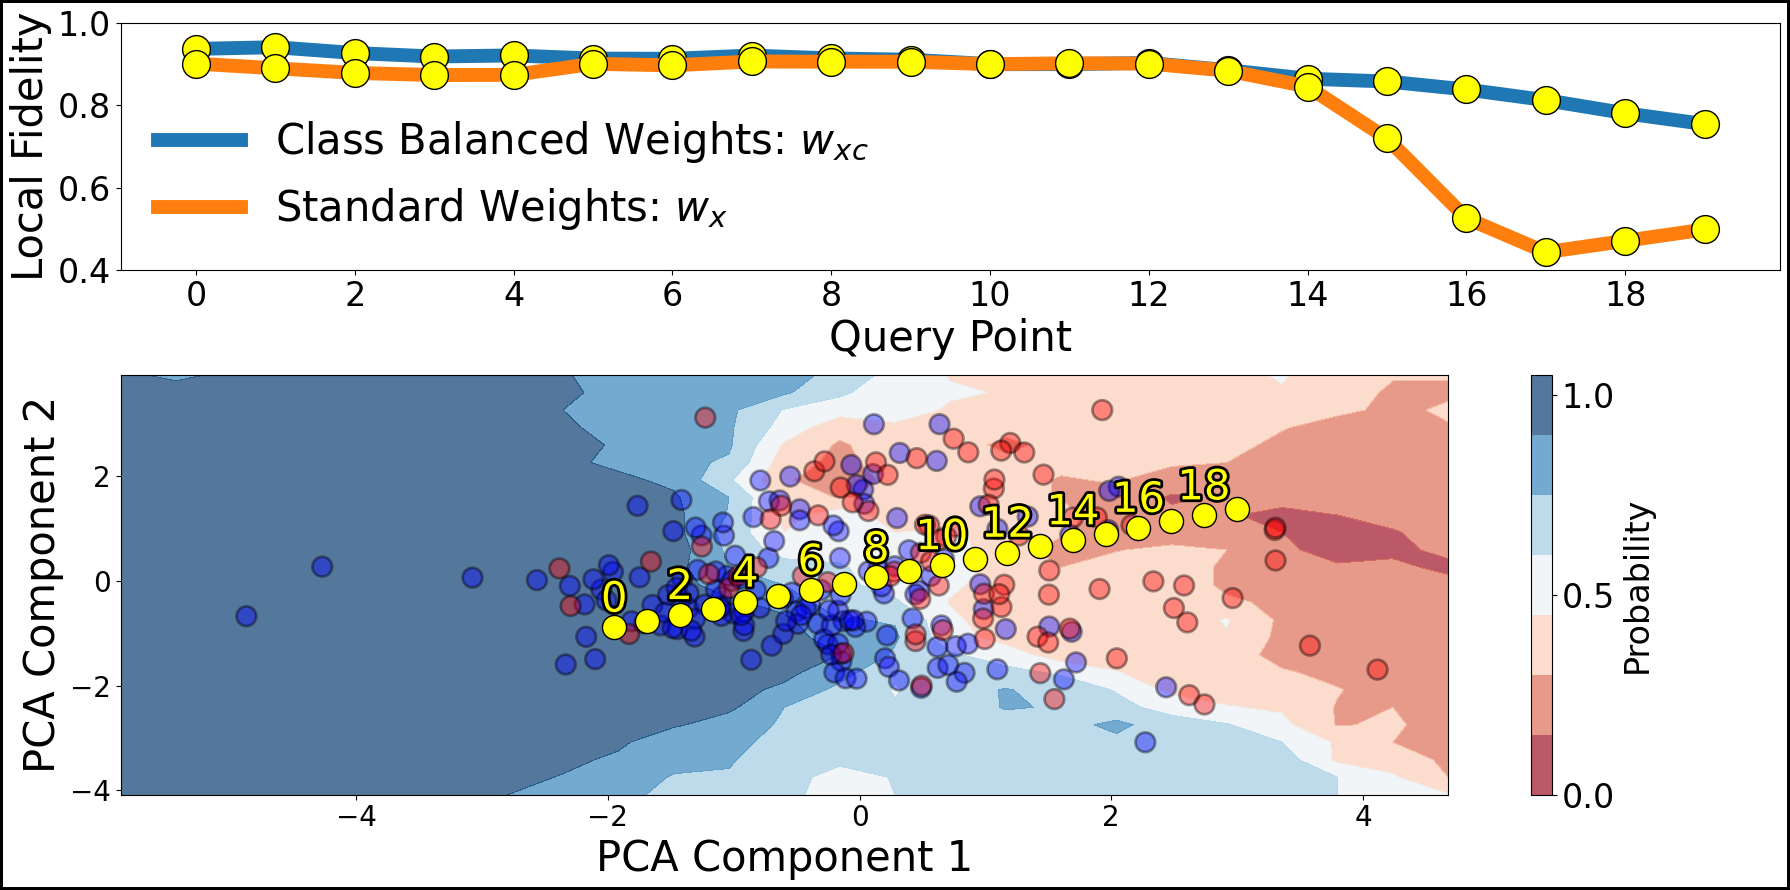 Local Fidelity
1.0
0.8
0.6
0.4
Class Balanced Weights: w_xc
Standard Weights: w_x
0 2 4 6 8 10 12 14 16 18
Query Point
PCA Component 2
2
0
−2
−4
0 2 4 6 8 10 12 14 16 18
−4 −2 0 2 4
PCA Component 1
1.0
0.5
0.0
Probability